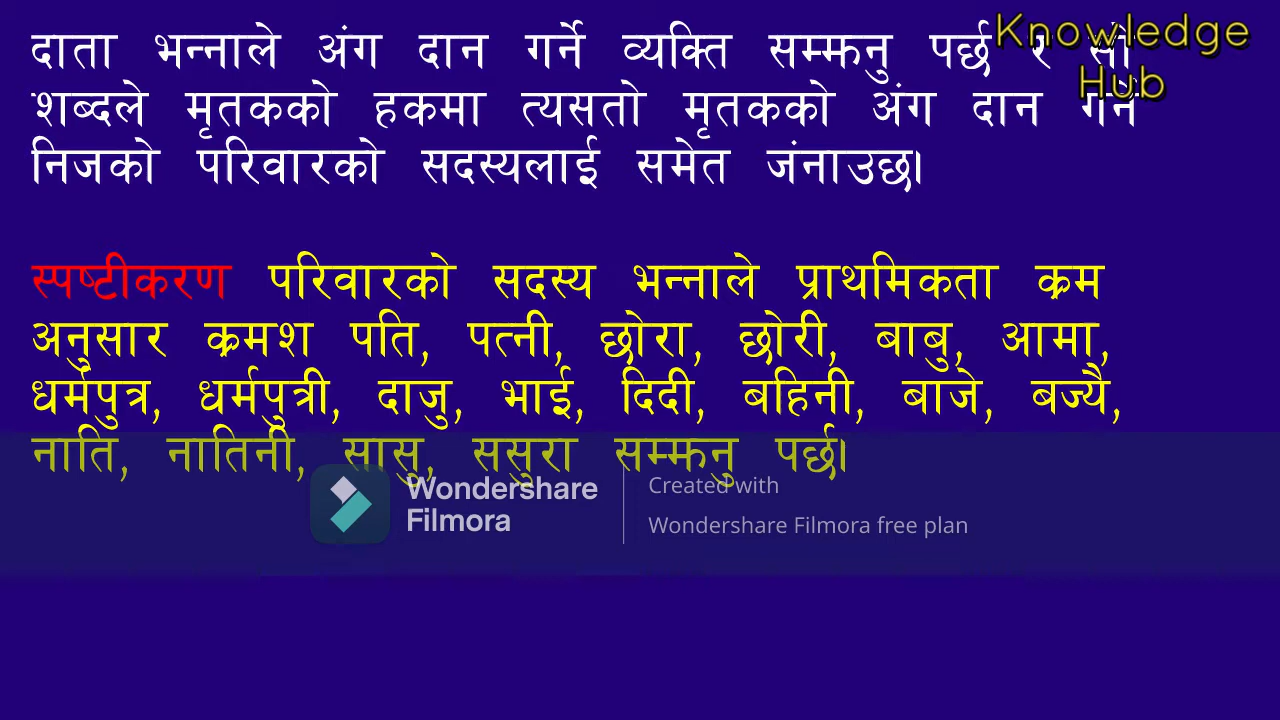 दाता भन्नाले अंग दान गर्ने व्यक्ति सम्झनु पर्छ र सो
शब्दले मृतकको हकमा त्यसतो मृतकको अंग दान गर्ने
निजको परिवारको सदस्यलाई समेत जंनाउछ।
स्पष्टीकरण परिवारको सदस्य भन्नाले प्राथमिकता क्रम
अनुसार क्रमश पति, पत्नी, छोरा, छोरी, बाबु, आमा,
धर्मपुत्र, धर्मपुत्री, दाजु, भाई, दिदी, बहिनी, बाजे, बज्यै,
नाति, नातिनी, सासु, ससुरा सम्झनु पर्छ।
Knowledge
Hub
Wondershare
Filmora
Created with
Wondershare Filmora free plan